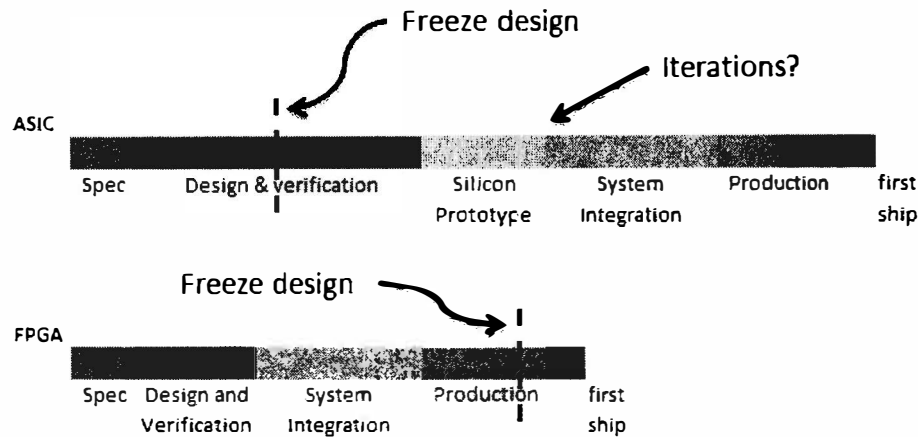 Freeze design
Iterations?
ASIC
Spec Design & verification Silicon Prototype System Integration Production first ship
Freeze design
FPGA
Spec Design and Verification System Integration Production first ship